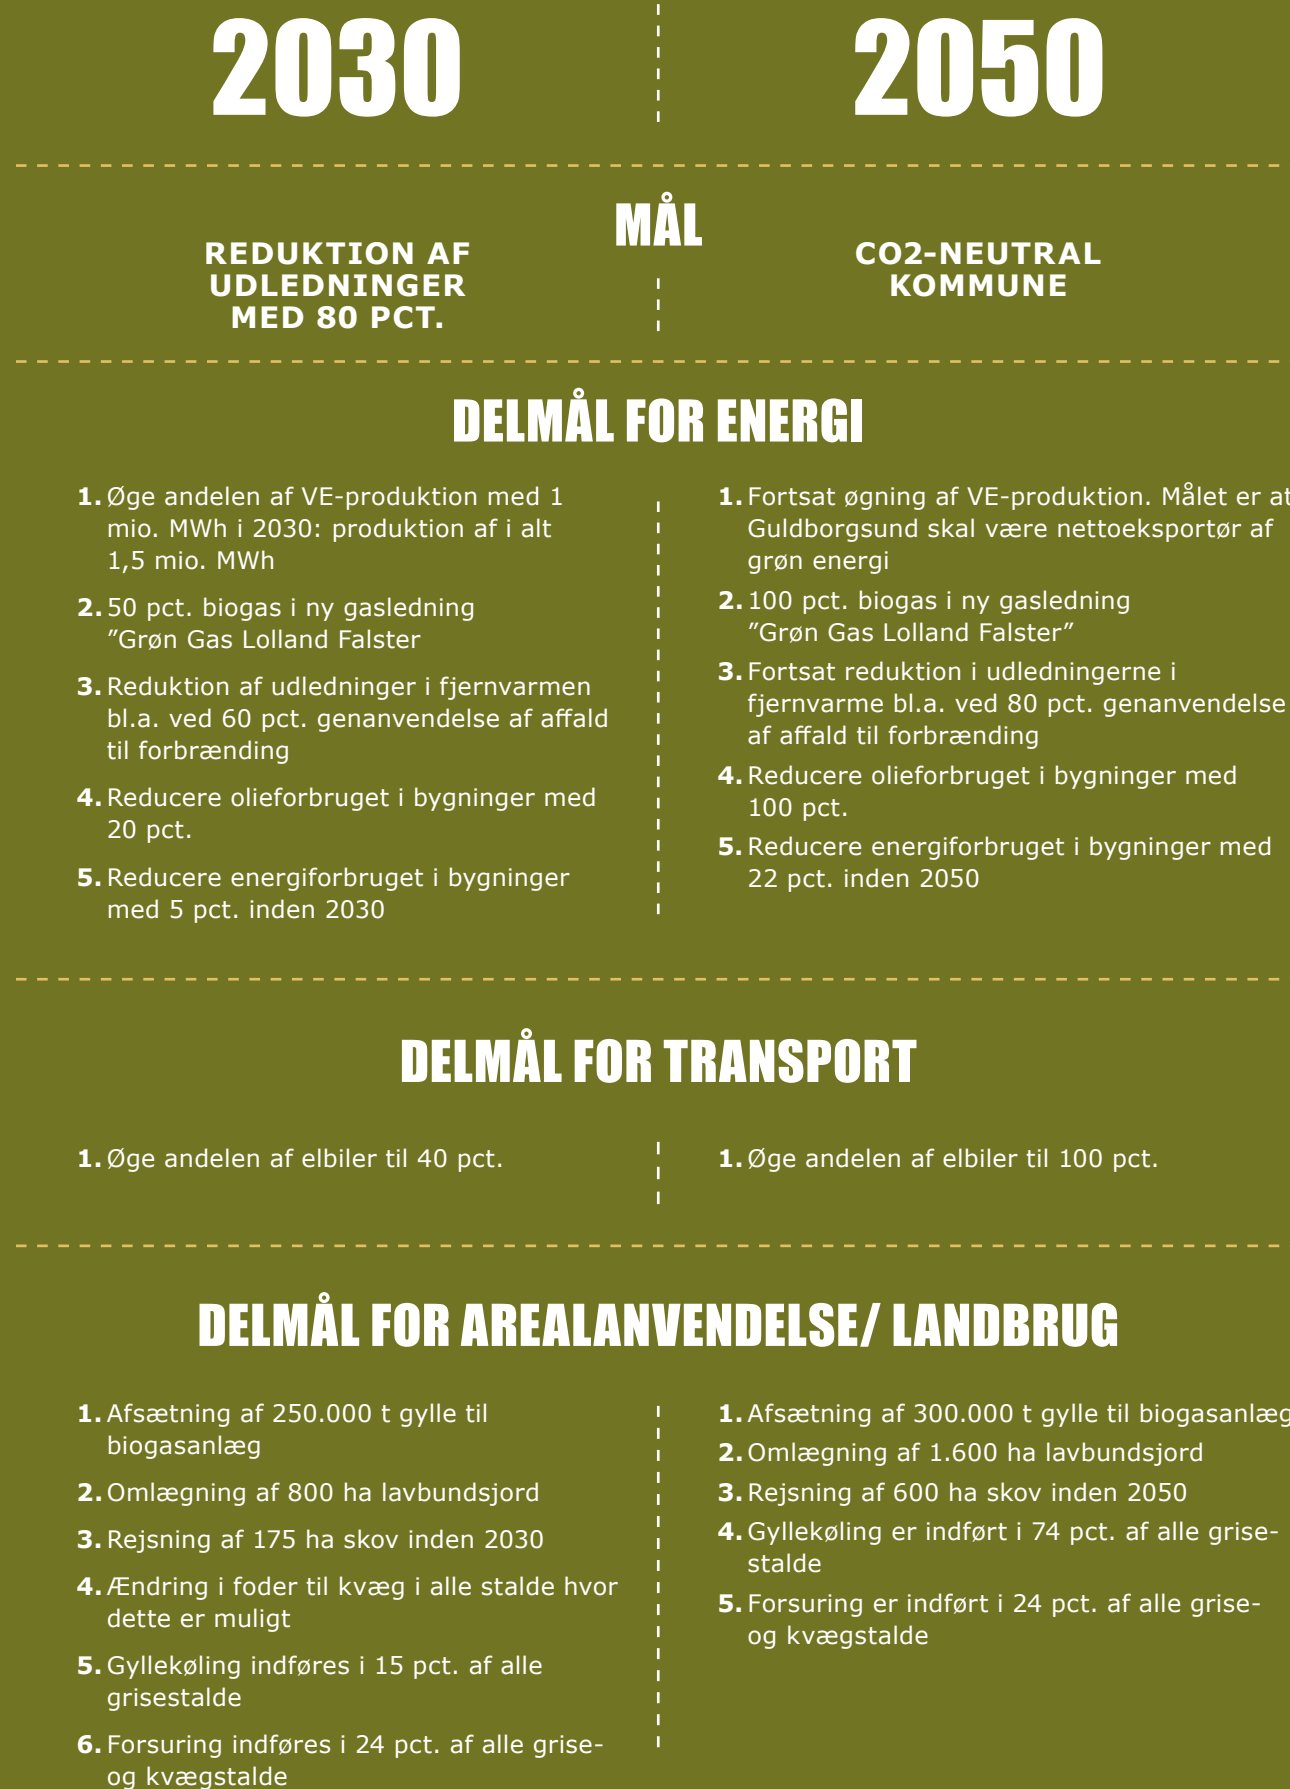 2030
2050
MÅL
REDUKTION AF
UDLEDNINGER
MED 80 PCT.
CO2-NEUTRAL
KOMMUNE
DELMÅL FOR ENERGI
1. Øge andelen af VE-produktion med 1
mio. MWh i 2030: produktion af i alt
1,5 mio. MWh
2. 50 pct. biogas i ny gasledning
”Grøn Gas Lolland Falster
3. Reduktion af udledninger i fjernvarmen
bl.a. ved 60 pct. genanvendelse af affald
til forbrænding
4. Reducere olieforbruget i bygninger med
20 pct.
5. Reducere energiforbruget i bygninger
med 5 pct. inden 2030
1. Fortsat øgning af VE-produktion. Målet er at
Guldborgsund skal være nettoeksportør af
grøn energi
2. 100 pct. biogas i ny gasledning
”Grøn Gas Lolland Falster”
3. Fortsat reduktion i udledningerne i
fjernvarme bl.a. ved 80 pct. genanvendelse
af affald til forbrænding
4. Reducere olieforbruget i bygninger med
100 pct.
5. Reducere energiforbruget i bygninger med
22 pct. inden 2050
DELMÅL FOR TRANSPORT
1. Øge andelen af elbiler til 40 pct.
1. Øge andelen af elbiler til 100 pct.
DELMÅL FOR AREALANVENDELSE/ LANDBRUG
1. Afsætning af 250.000 t gylle til
biogasanlæg
2. Omlægning af 800 ha lavbundsjord
3. Rejsning af 175 ha skov inden 2030
4. Ændring i foder til kvæg i alle stalde hvor
dette er muligt
5. Gyllekøling indføres i 15 pct. af alle
grisestalde
6. Forsuring indføres i 24 pct. af alle grise-
og kvægstalde
1. Afsætning af 300.000 t gylle til biogasanlæg
2. Omlægning af 1.600 ha lavbundsjord
3. Rejsning af 600 ha skov inden 2050
4. Gyllekøling er indført i 74 pct. af alle grise-
stalde
5. Forsuring er indført i 24 pct. af alle grise-
og kvægstalde